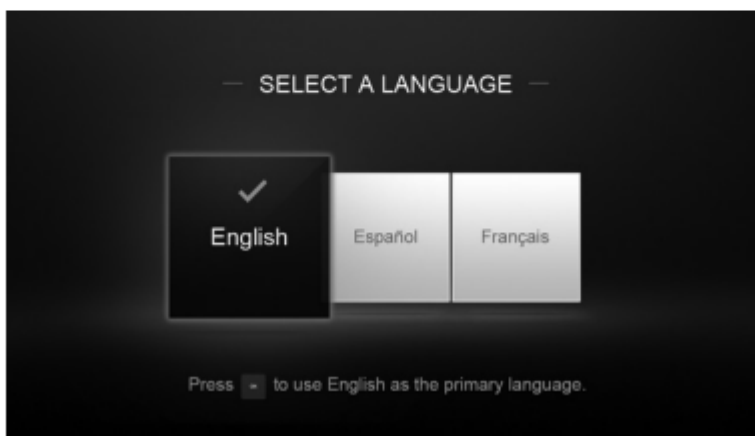 SELECT A LANGUAGE
English
Español
Français
Press to use English as the primary language.